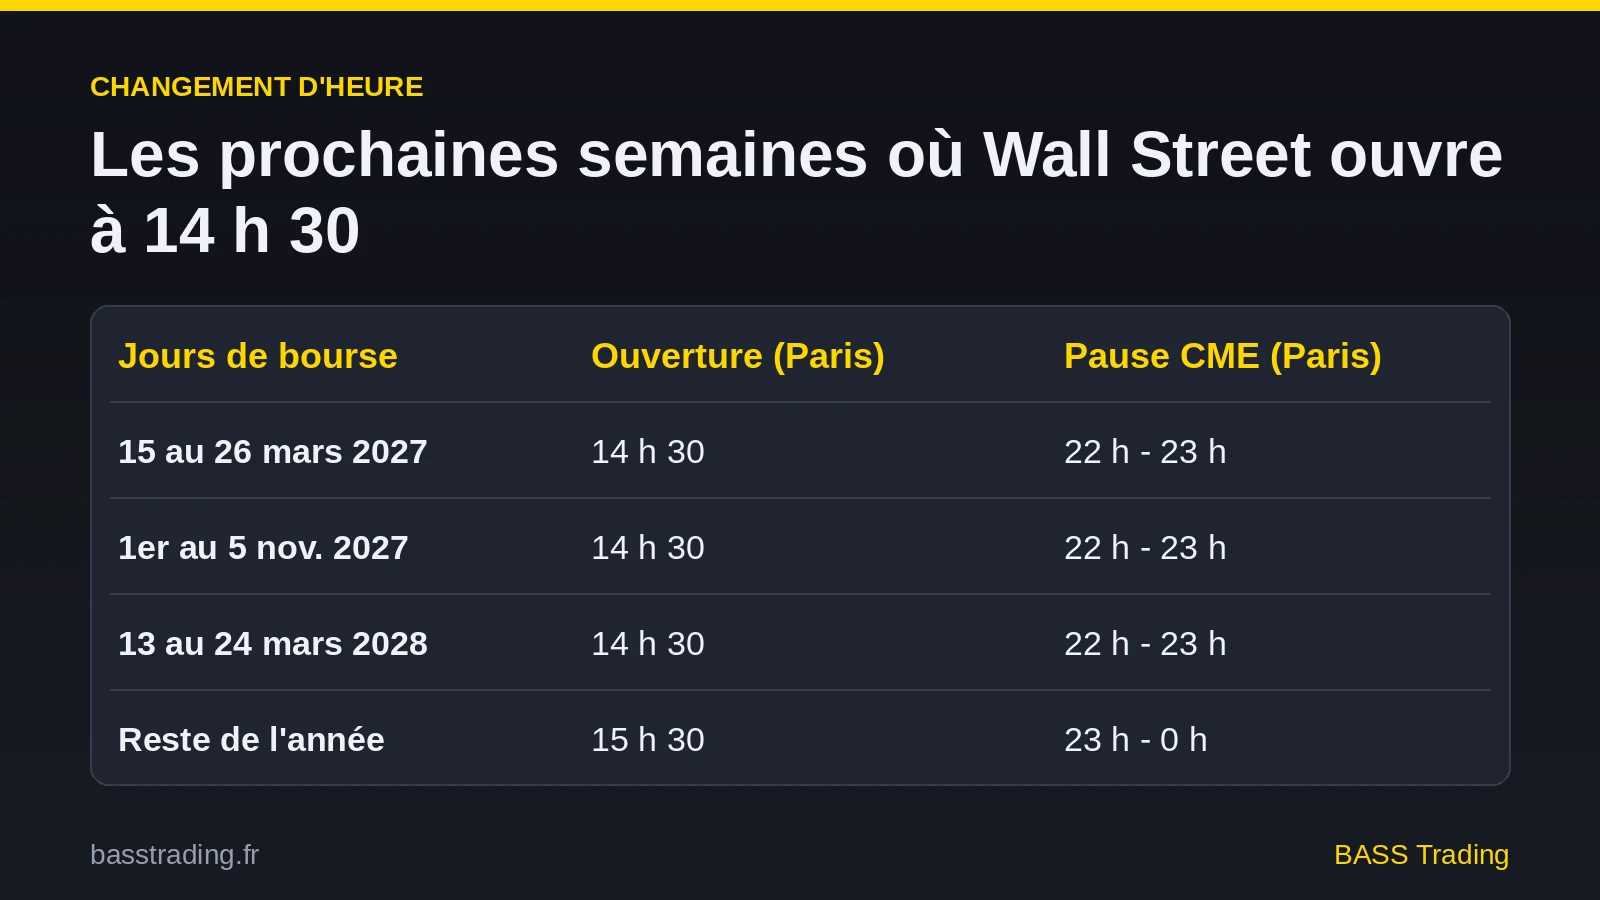 CHANGEMENT D'HEURE
Les prochaines semaines où Wall Street ouvre
à 14 h 30
Jours de bourse Ouverture (Paris) Pause CME (Paris)
15 au 26 mars 2027 14 h 30 22 h - 23 h
1er au 5 nov. 2027 14 h 30 22 h - 23 h
13 au 24 mars 2028 14 h 30 22 h - 23 h
Reste de l'année 15 h 30 23 h - 0 h
basstrading.fr BASS Trading